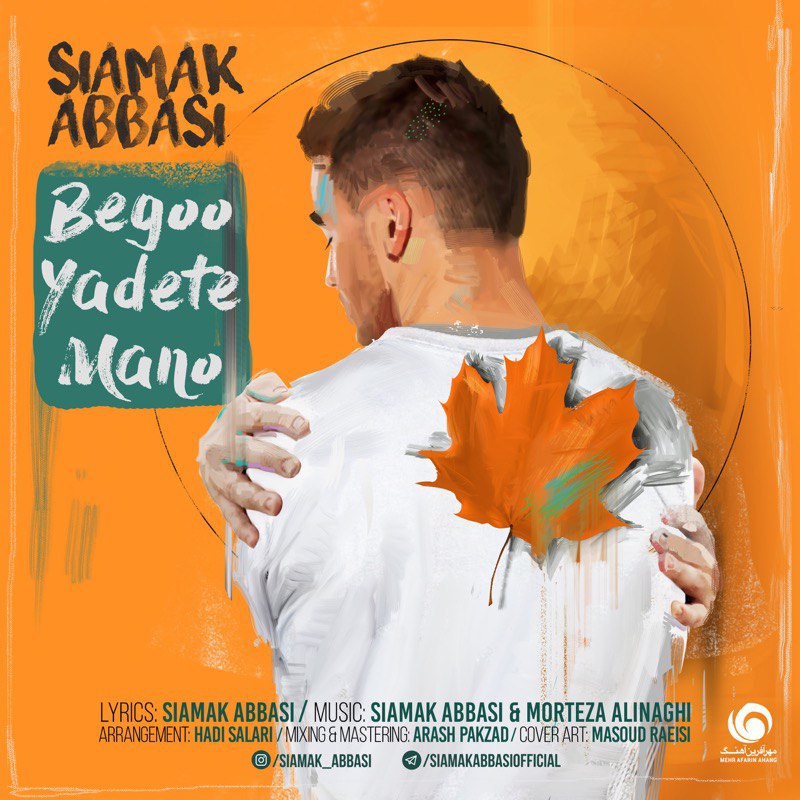 SIAMAK
ABBASI
Begoo
Yadete
Mano
LYRICS: SIAMAK ABBASI / MUSIC: SIAMAK ABBASI & MORTEZA ALINAGHI
ARRANGEMENT: HADI SALARI / MIXING & MASTERING: ARASH PAKZAD / COVER ART: MASOUD RAEISI
/SIAMAK_ABBASI /SIAMAKABBASIOFFICIAL
مهرآفرین آهنگ
MEHR AFARIN AHANG